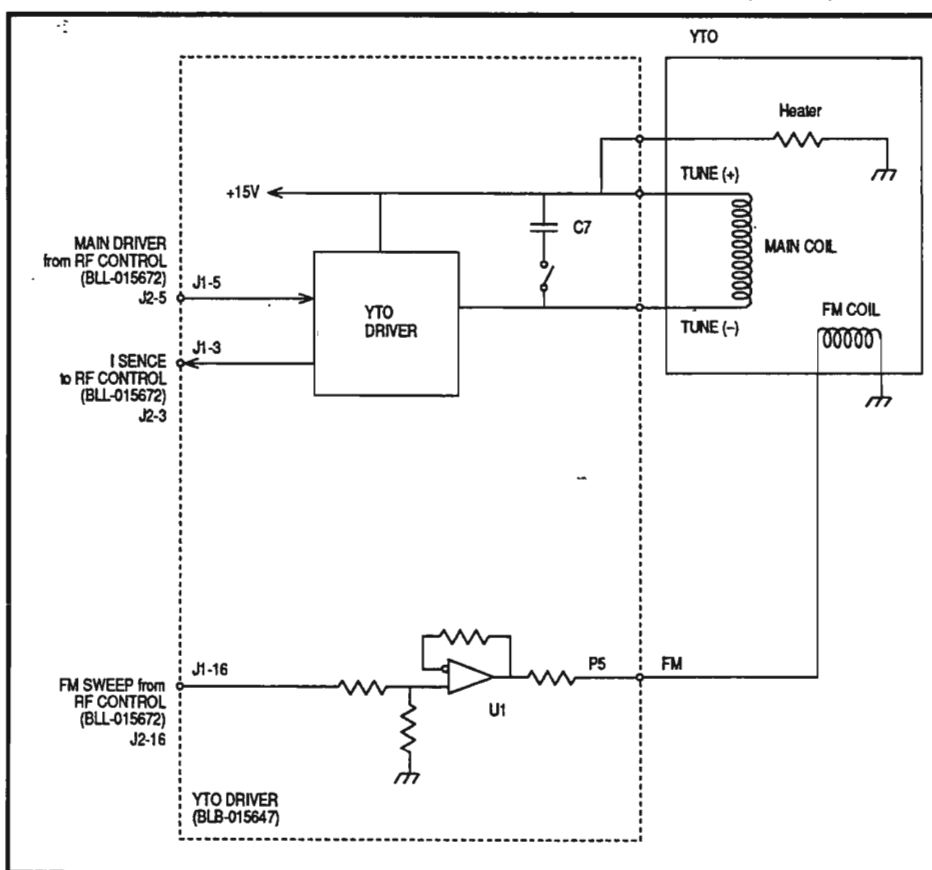 YTO
Heater
TUNE (+)
+15V
C7
MAIN COIL
MAIN DRIVER
from RF CONTROL
(BLL-015672)
J2-5
J1-5
YTO
DRIVER
FM COIL
TUNE (–)
J1-3
I SENCE
to RF CONTROL
(BLL-015672)
J2-3
J1-16
P5
FM
FM SWEEP from
RF CONTROL
(BLL-015672)
J2-16
U1
YTO DRIVER
(BLB-015647)